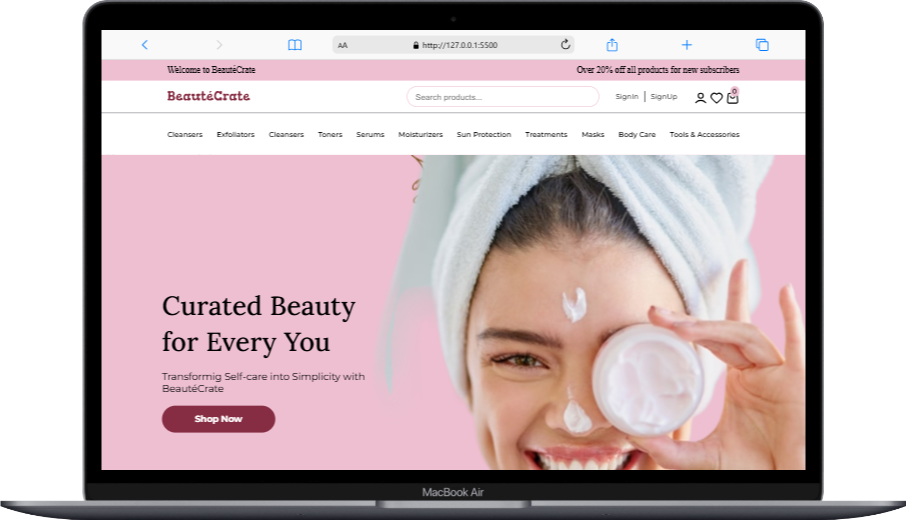 AA http://127.0.0.1:5500
Welcome to BeautéCrate Over 20% off all products for new subscribers
BeautéCrate Search products... SignIn | SignUp 0
Cleansers Exfoliators Cleansers Toners Serums Moisturizers Sun Protection Treatments Masks Body Care Tools & Accessories
Curated Beauty
for Every You
Transformig Self-care into Simplicity with
BeautéCrate
Shop Now
MacBook Air